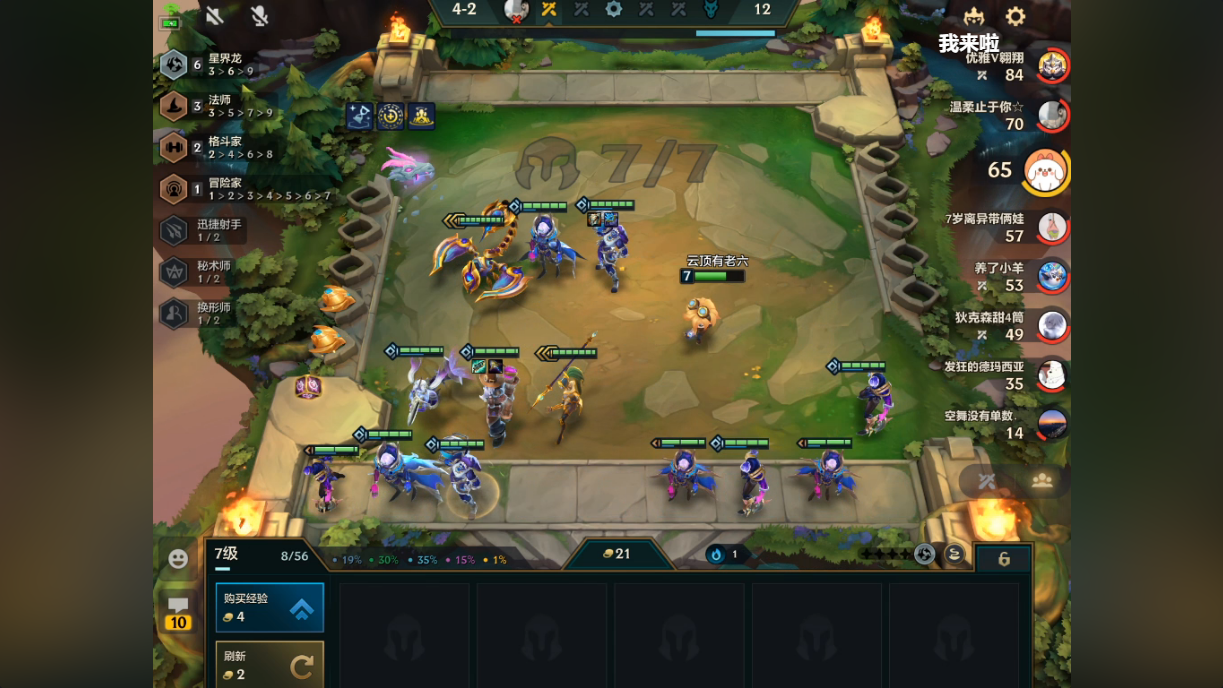 4-2
12
我来啦
优雅V翱翔
84
温柔止于你☆
70
65
7岁离异带俩娃
57
养了小羊
53
狄克森甜4筒
49
发狂的德玛西亚
35
空舞没有单数.
14
6 星界龙
3 > 6 > 9
3 法师
3 > 5 > 7 > 9
2 格斗家
2 > 4 > 6 > 8
1 冒险家
1 > 2 > 3 > 4 > 5 > 6 > 7
迅捷射手
1 / 2
秘术师
1 / 2
换形师
1 / 2
7/7
云顶有老六
7
7级
8/56
19% 30% 35% 15% 1%
21
1
购买经验
4
刷新
2
10